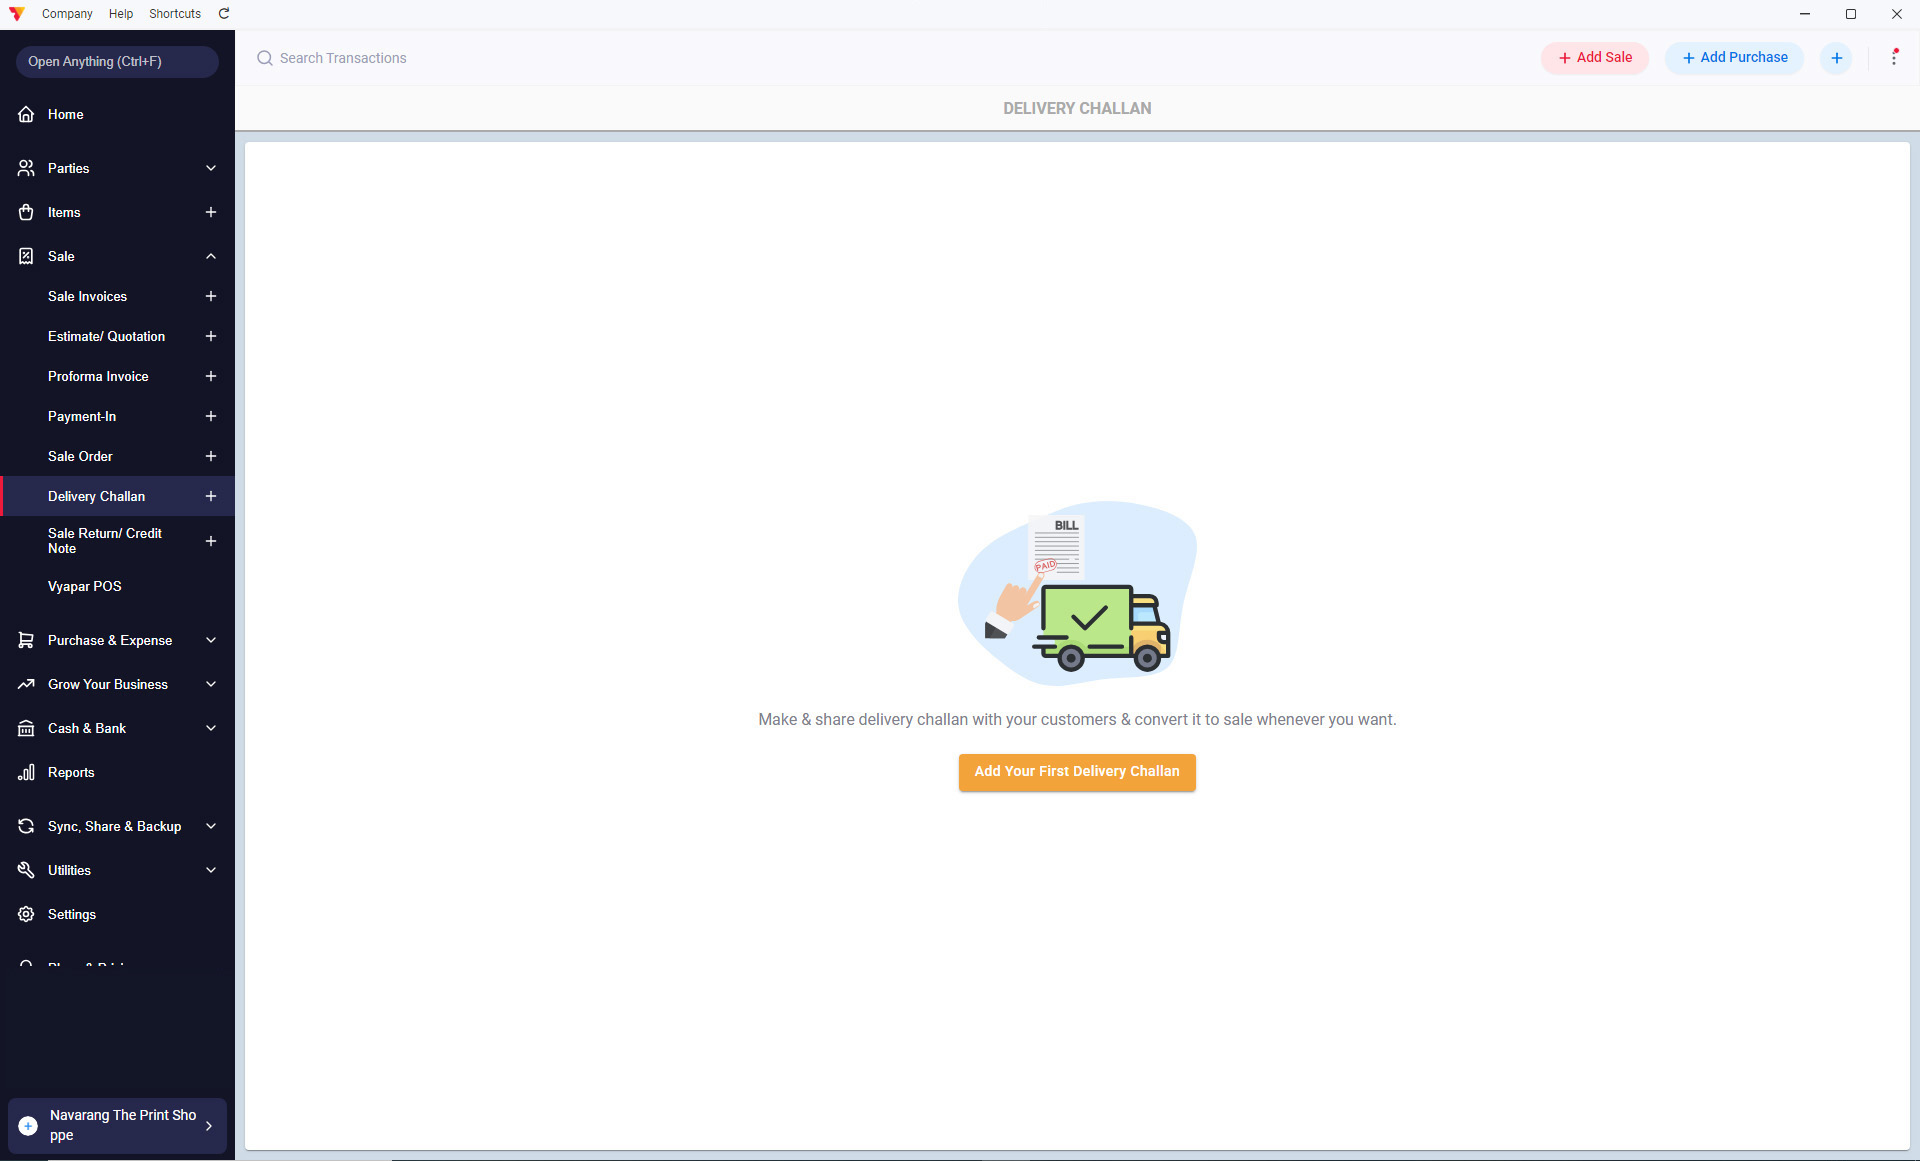 Company Help Shortcuts
Open Anything (Ctrl+F)
Search Transactions
Add Sale
Add Purchase
DELIVERY CHALLAN
Home
Parties
Items
Sale
Sale Invoices
Estimate/ Quotation
Proforma Invoice
Payment-In
Sale Order
Delivery Challan
Sale Return/ Credit
Note
Vyapar POS
Purchase & Expense
Grow Your Business
Cash & Bank
Reports
Sync, Share & Backup
Utilities
Settings
Navarang The Print Sho
ppe
BILL
PAID
Make & share delivery challan with your customers & convert it to sale whenever you want.
Add Your First Delivery Challan